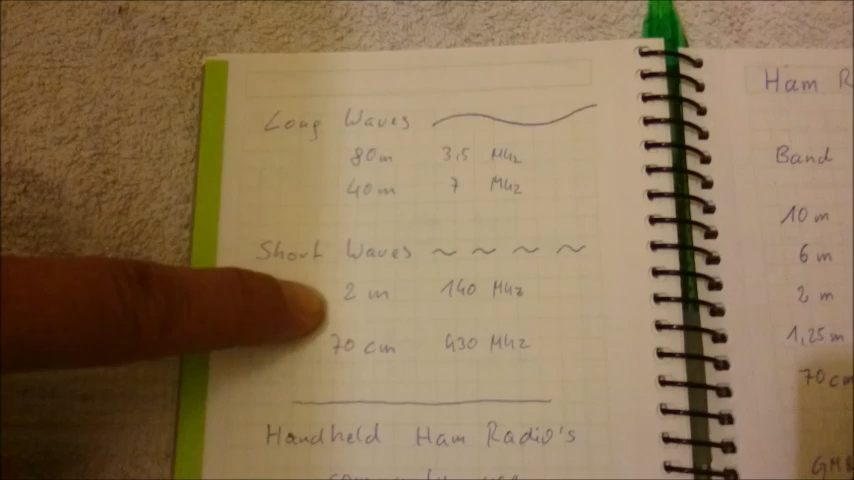 Long Waves
80m 3,5 Mhz
40m 7 Mhz
Short Waves
2 m 140 Mhz
70 cm 430 Mhz
Handheld Ham Radio's
Ham R
Band
10 m
6 m
2 m
1,25 m
70 cm